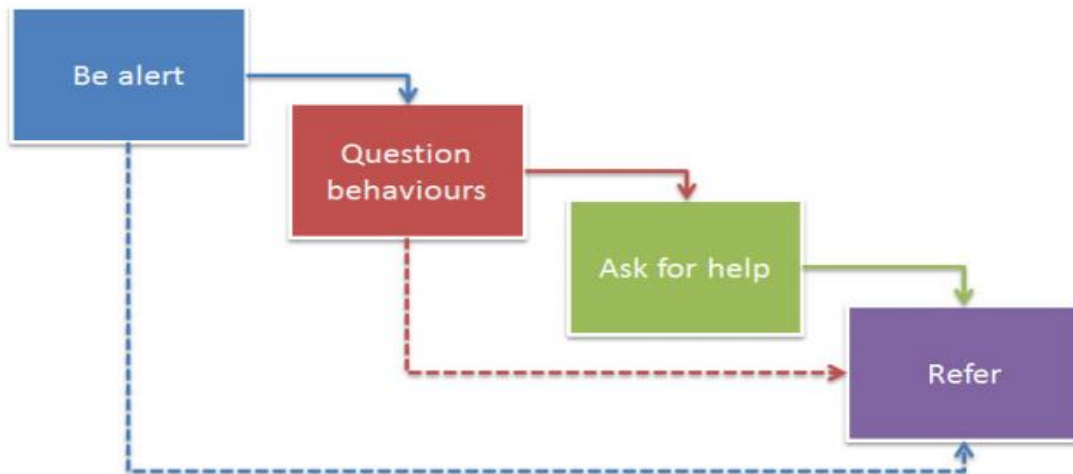 Be alert
Question
behaviours
Ask for help
Refer